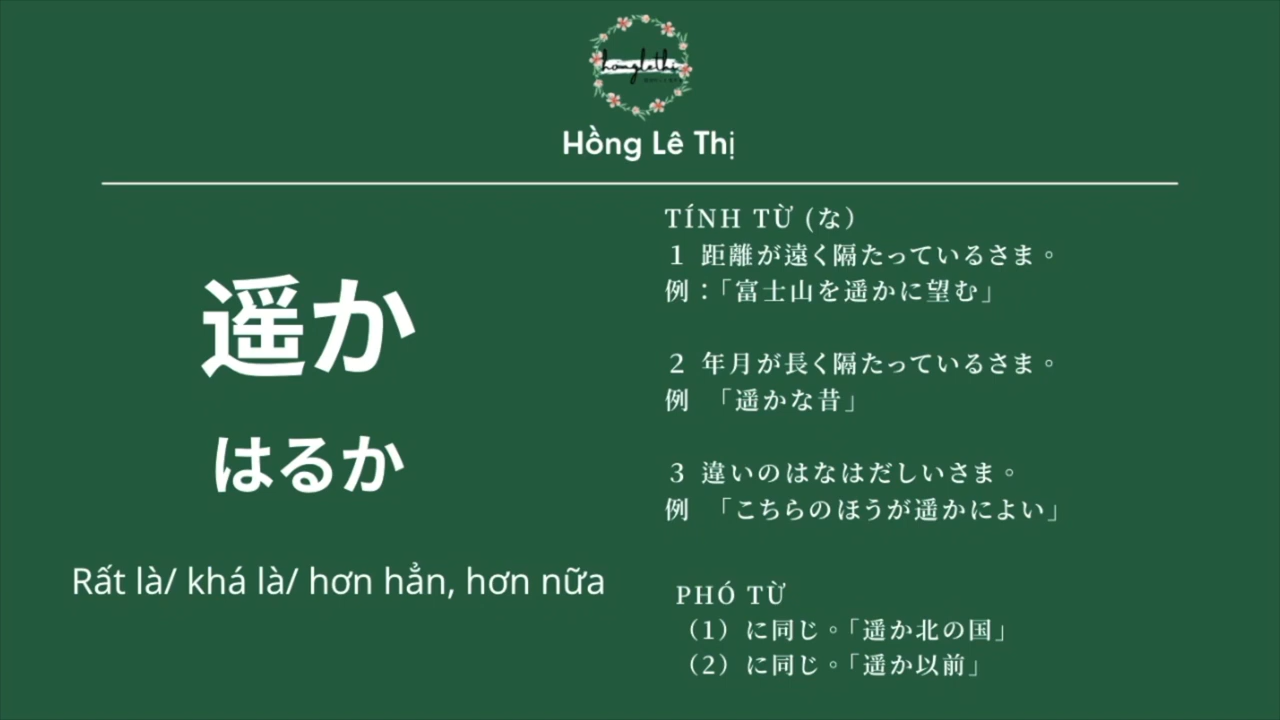 honglethi
Hồng Lê Thị
遥か
はるか
Rất là/ khá là/ hơn hẳn, hơn nữa
TÍNH TỪ (な）
１ 距離が遠く隔たっているさま。
例：「富士山を遥かに望む」
２ 年月が長く隔たっているさま。
例 「遥かな昔」
３ 違いのはなはだしいさま。
例 「こちらのほうが遥かによい」
PHÓ TỪ
（1）に同じ。「遥か北の国」
（2）に同じ。「遥か以前」